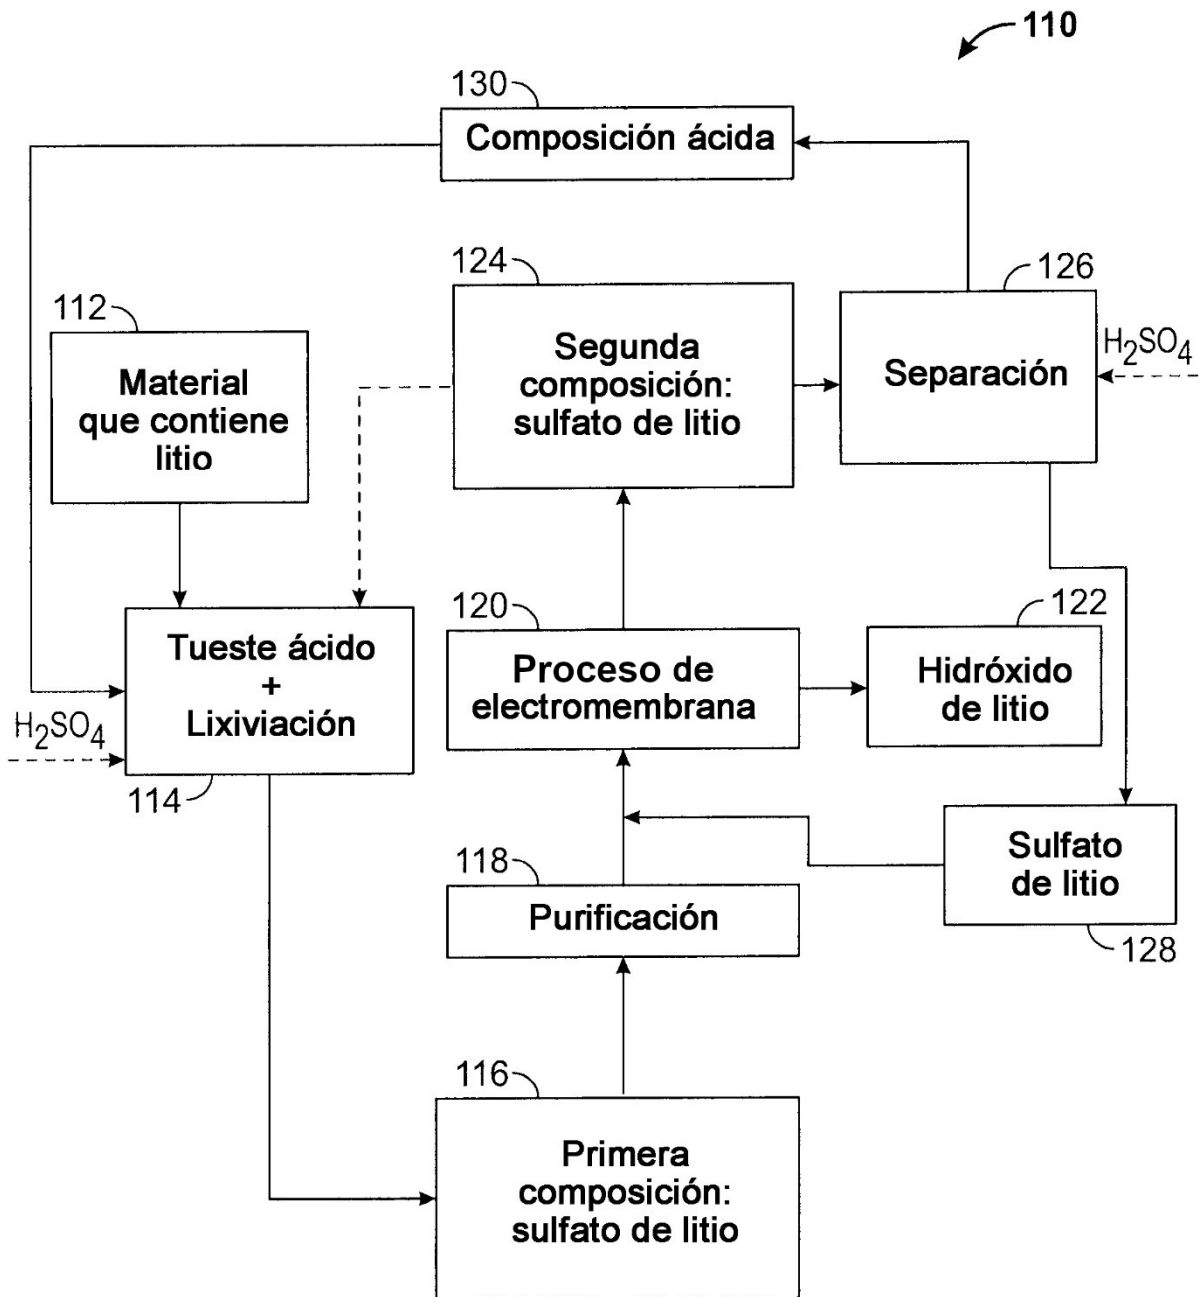 110
130
Composición ácida
124
126
112
Segunda
composición:
sulfato de litio
Separación
H2SO4
Material
que contiene
litio
120
122
Tueste ácido
+
Lixiviación
Proceso de
electromembrana
Hidróxido
de litio
H2SO4
114
118
Purificación
Sulfato
de litio
128
116
Primera
composición:
sulfato de litio